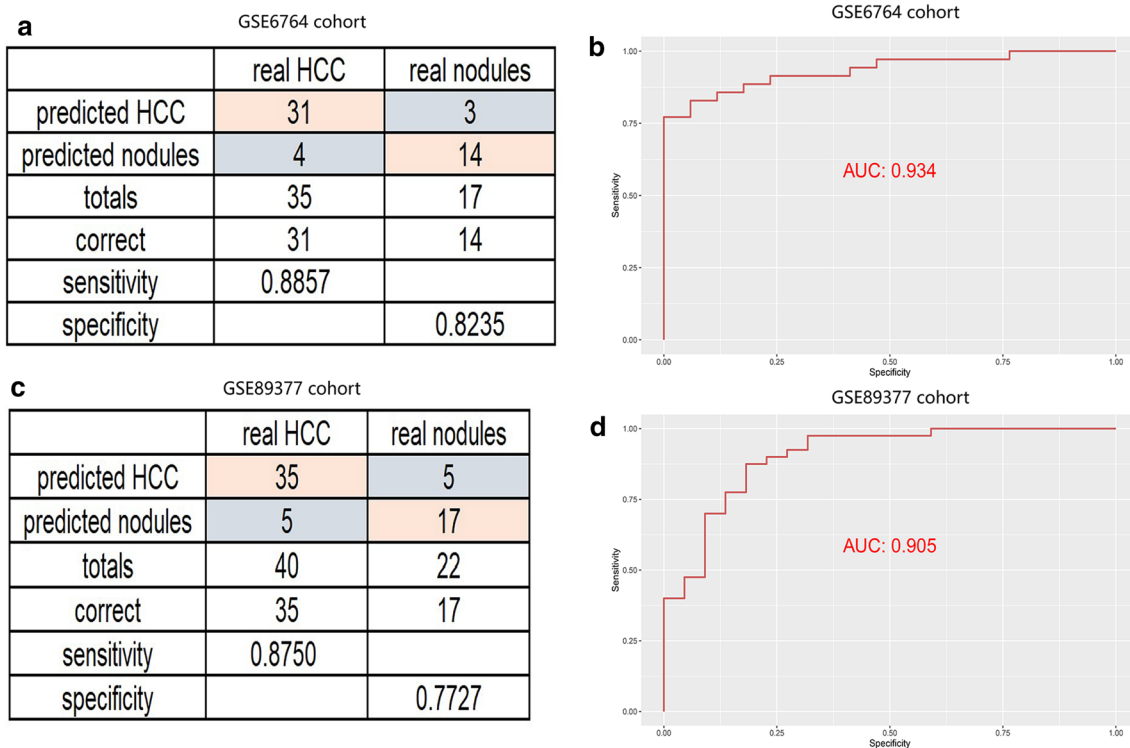 a
GSE6764 cohort
real HCC real nodules
predicted HCC 31 3
predicted nodules 4 14
totals 35 17
correct 31 14
sensitivity 0.8857
specificity 0.8235
b
GSE6764 cohort
1.00
0.75
0.50
0.25
0.00
Sensitivity
AUC: 0.934
0.00 0.25 0.50 0.75 1.00
Specificity
c
GSE89377 cohort
real HCC real nodules
predicted HCC 35 5
predicted nodules 5 17
totals 40 22
correct 35 17
sensitivity 0.8750
specificity 0.7727
d
GSE89377 cohort
1.00
0.75
0.50
0.25
0.00
Sensitivity
AUC: 0.905
0.00 0.25 0.50 0.75 1.00
Specificity